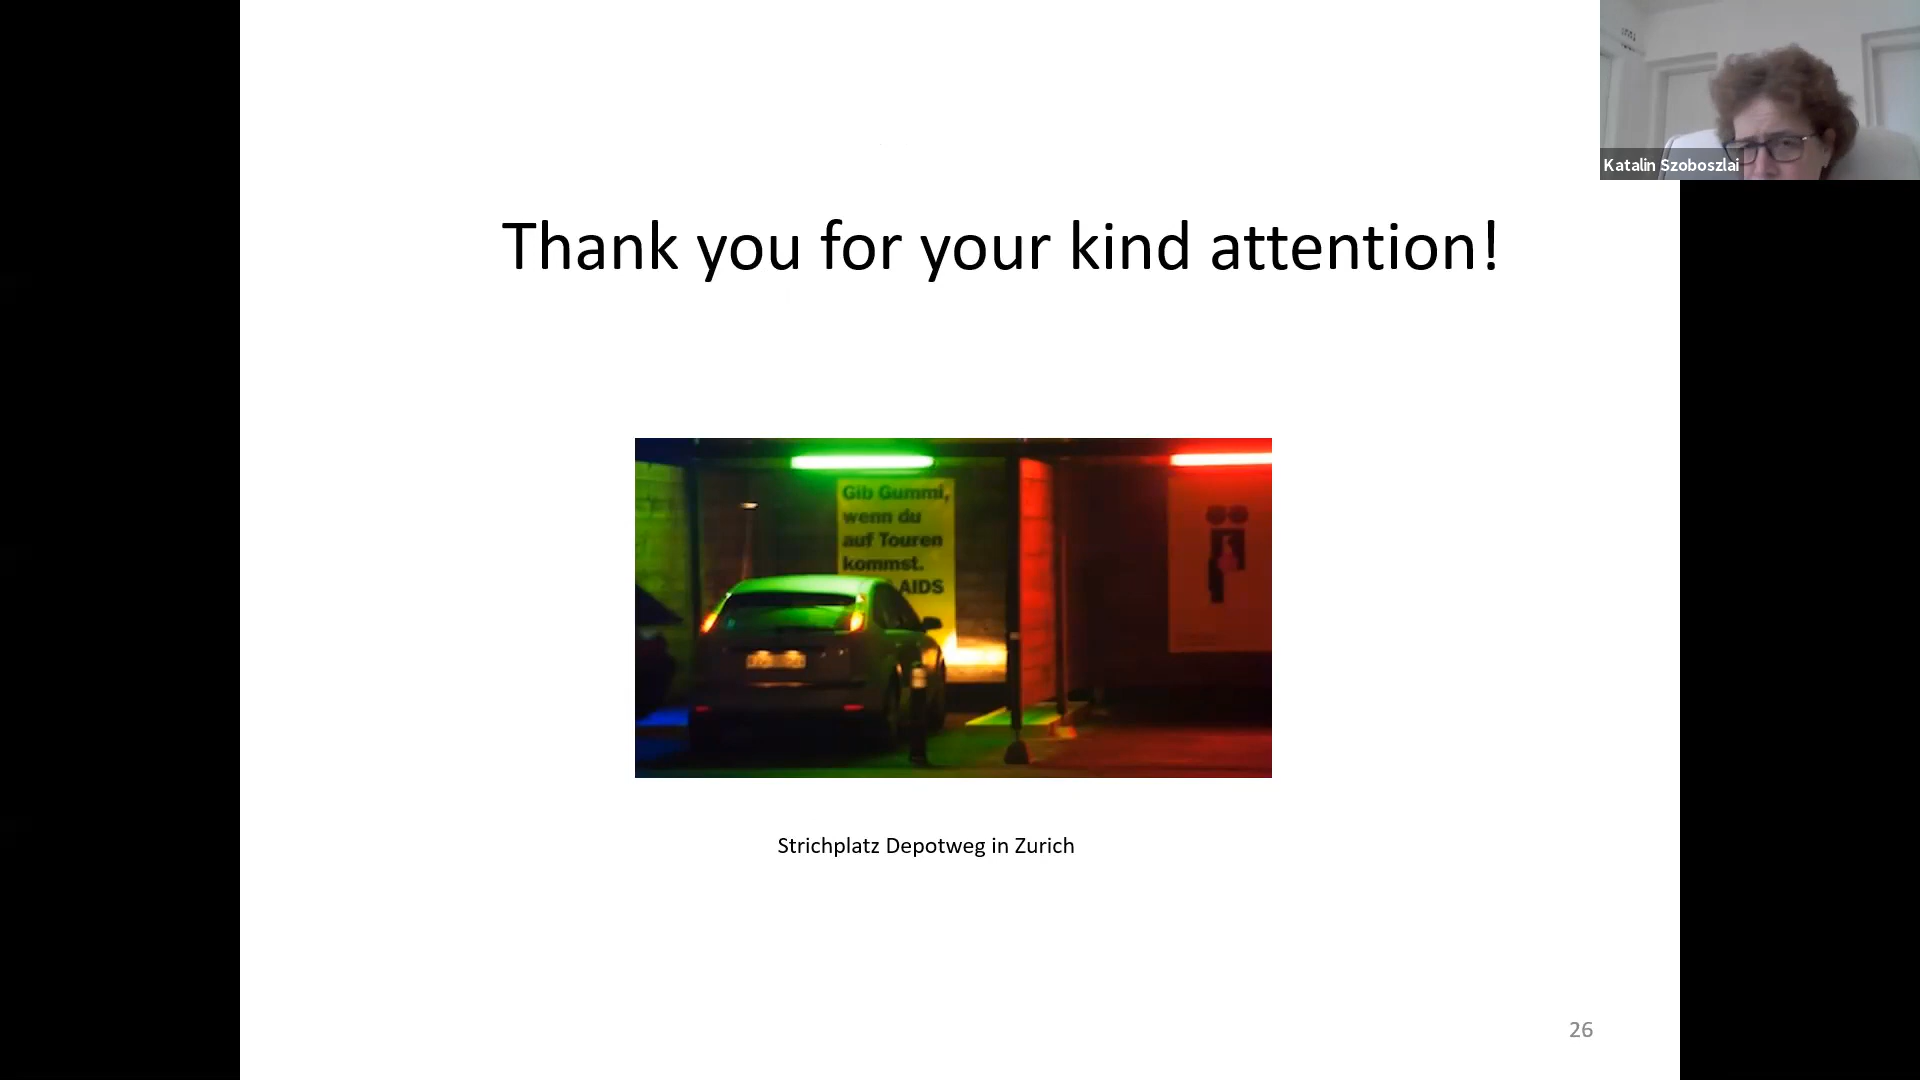 Katalin Szoboszlai
Thank you for your kind attention!
Gib Gummi,
wenn du
auf Touren
kommst.
AIDS
Strichplatz Depotweg in Zurich
26